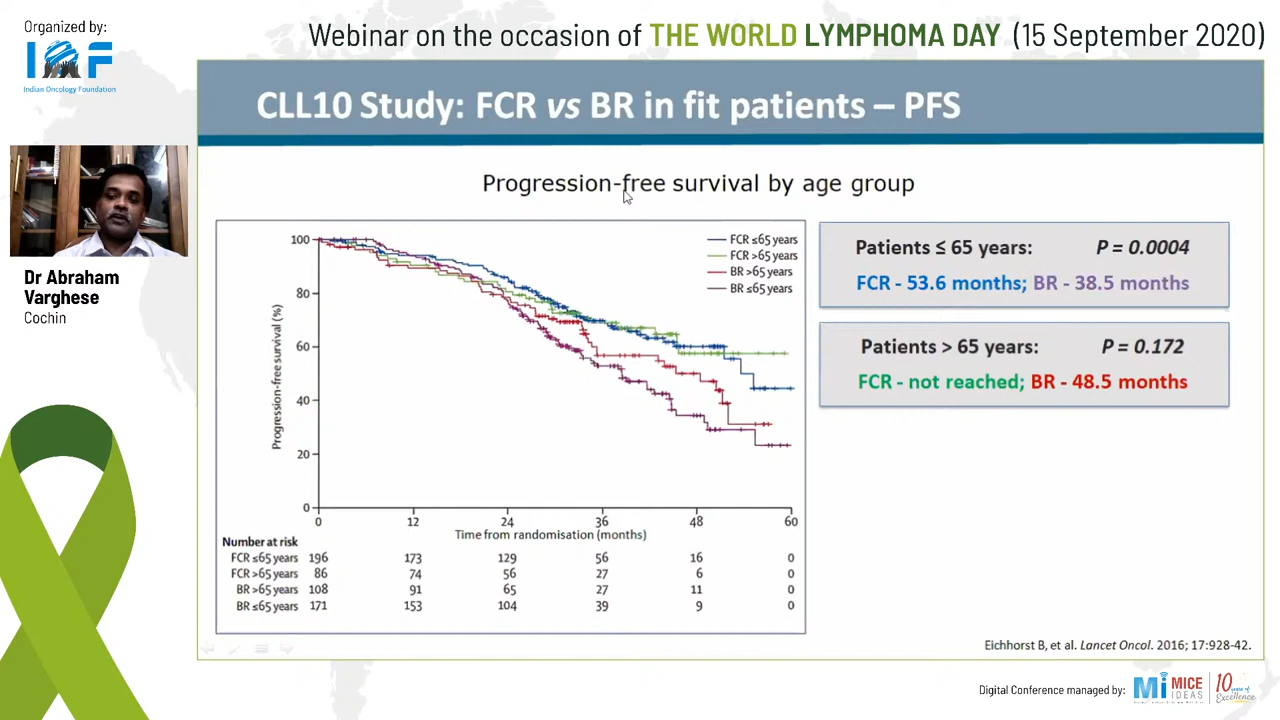 Organized by:
IOF
Indian Oncology Foundation
Webinar on the occasion of THE WORLD LYMPHOMA DAY (15 September 2020)
CLL10 Study: FCR vs BR in fit patients – PFS
Dr Abraham
Varghese
Cochin
Progression-free survival by age group
FCR ≤65 years
FCR >65 years
BR >65 years
BR ≤65 years
Progression-free survival (%)
100
80
60
40
20
0
0 12 24 36 48 60
Time from randomisation (months)
Number at risk
FCR ≤65 years 196 173 129 56 16 0
FCR >65 years 86 74 56 27 6 0
BR >65 years 108 91 65 27 11 0
BR ≤65 years 171 153 104 39 9 0
Patients ≤ 65 years: P = 0.0004
FCR - 53.6 months; BR - 38.5 months
Patients > 65 years: P = 0.172
FCR - not reached; BR - 48.5 months
Eichhorst B, et al. Lancet Oncol. 2016; 17:928-42.
Digital Conference managed by:
Mi MICE
IDEAS
10 years of
Excellence